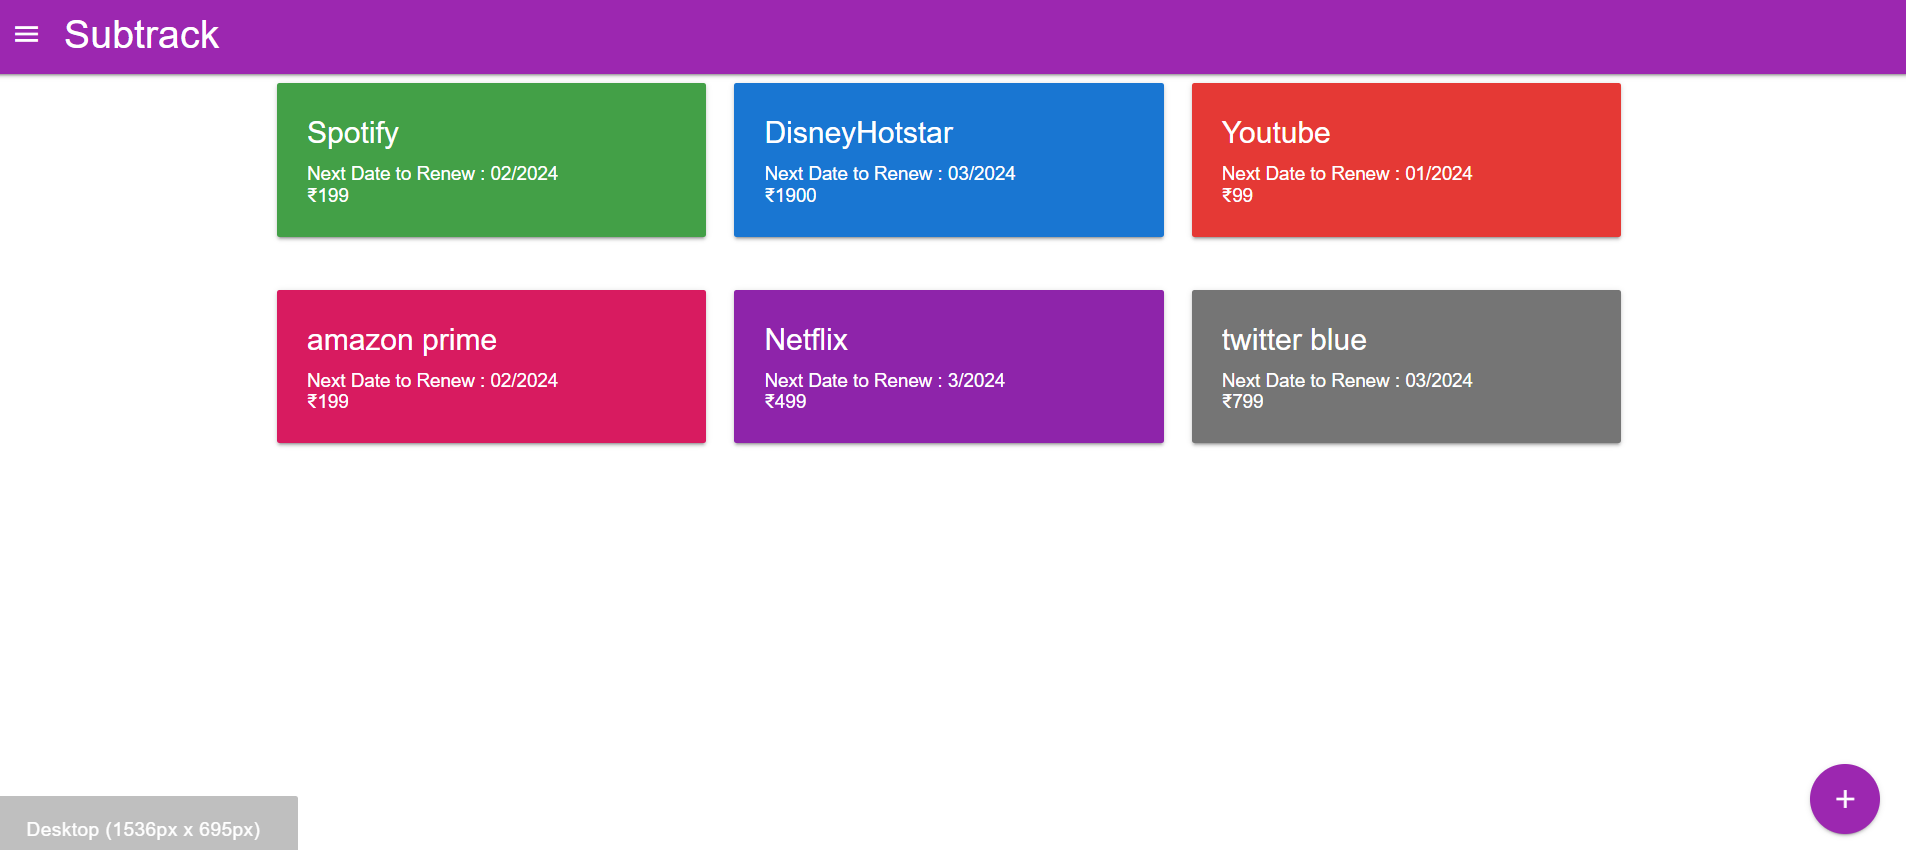 Subtrack
Spotify
Next Date to Renew : 02/2024
₹199
DisneyHotstar
Next Date to Renew : 03/2024
₹1900
Youtube
Next Date to Renew : 01/2024
₹99
amazon prime
Next Date to Renew : 02/2024
₹199
Netflix
Next Date to Renew : 3/2024
₹499
twitter blue
Next Date to Renew : 03/2024
₹799
+
Desktop (1536px x 695px)